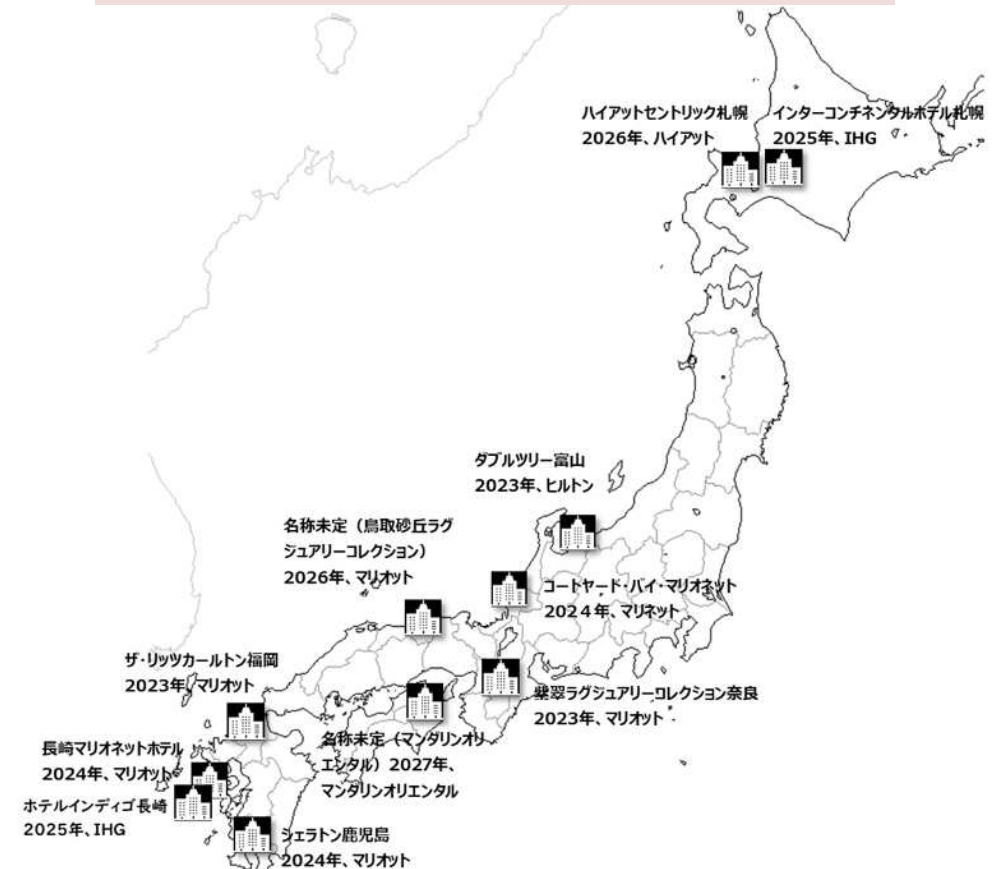 ハイアットセントリック札幌
2026年、ハイアット
インターコンチネンタルホテル札幌
2025年、IHG
ダブルツリー富山
2023年、ヒルトン
名称未定（鳥取砂丘ラグ
ジュアリーコレクション）
2026年、マリオット
コートヤード・バイ・マリオネット
2024年、マリネット
ザ・リッツカールトン福岡
2023年、マリオット
翡翠ラグジュアリーコレクション奈良
2023年、マリオット
長崎マリオネットホテル
2024年、マリオット
名称未定（マンダリンオリ
エンタル）2027年、
マンダリンオリエンタル
ホテルインディゴ長崎
2025年、IHG
シェラトン鹿児島
2024年、マリオット